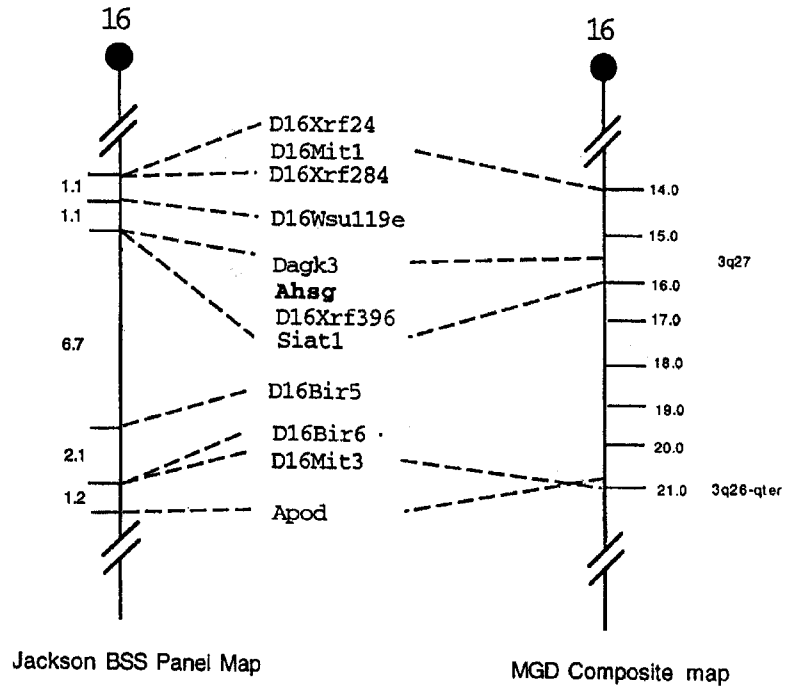 16
16
D16Xrf24
D16Mit1
D16Xrf284
D16Wsu119e
Dagk3
Ahsg
D16Xrf396
Siat1
D16Bir5
D16Bir6
D16Mit3
Apod
1.1
1.1
6.7
2.1
1.2
14.0
15.0
16.0
17.0
18.0
19.0
20.0
21.0
3q27
3q26-qter
Jackson BSS Panel Map
MGD Composite map